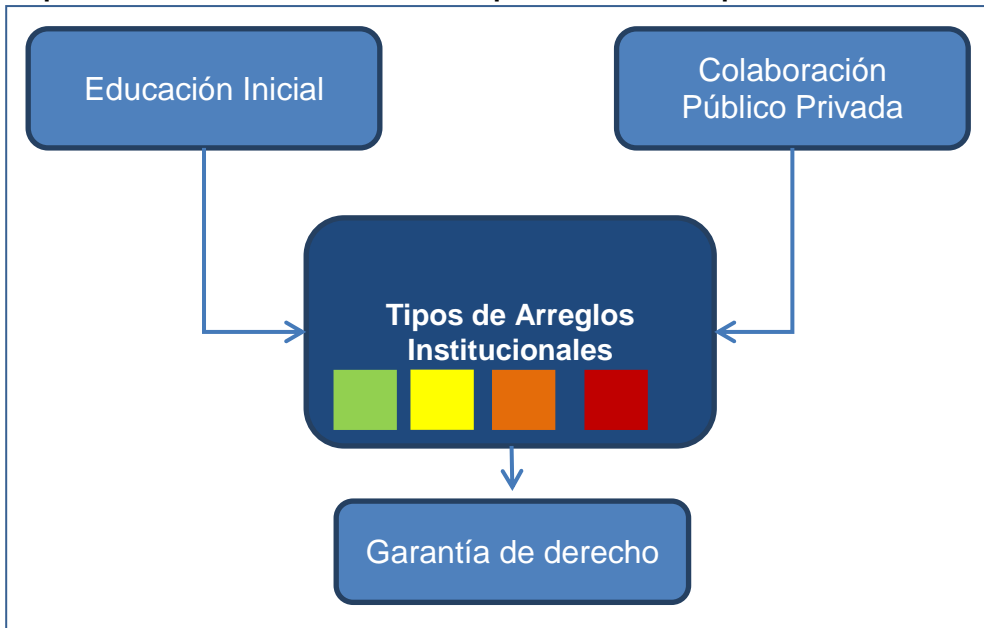 Educación Inicial
Colaboración
Público Privada
Tipos de Arreglos
Institucionales
Garantía de derecho